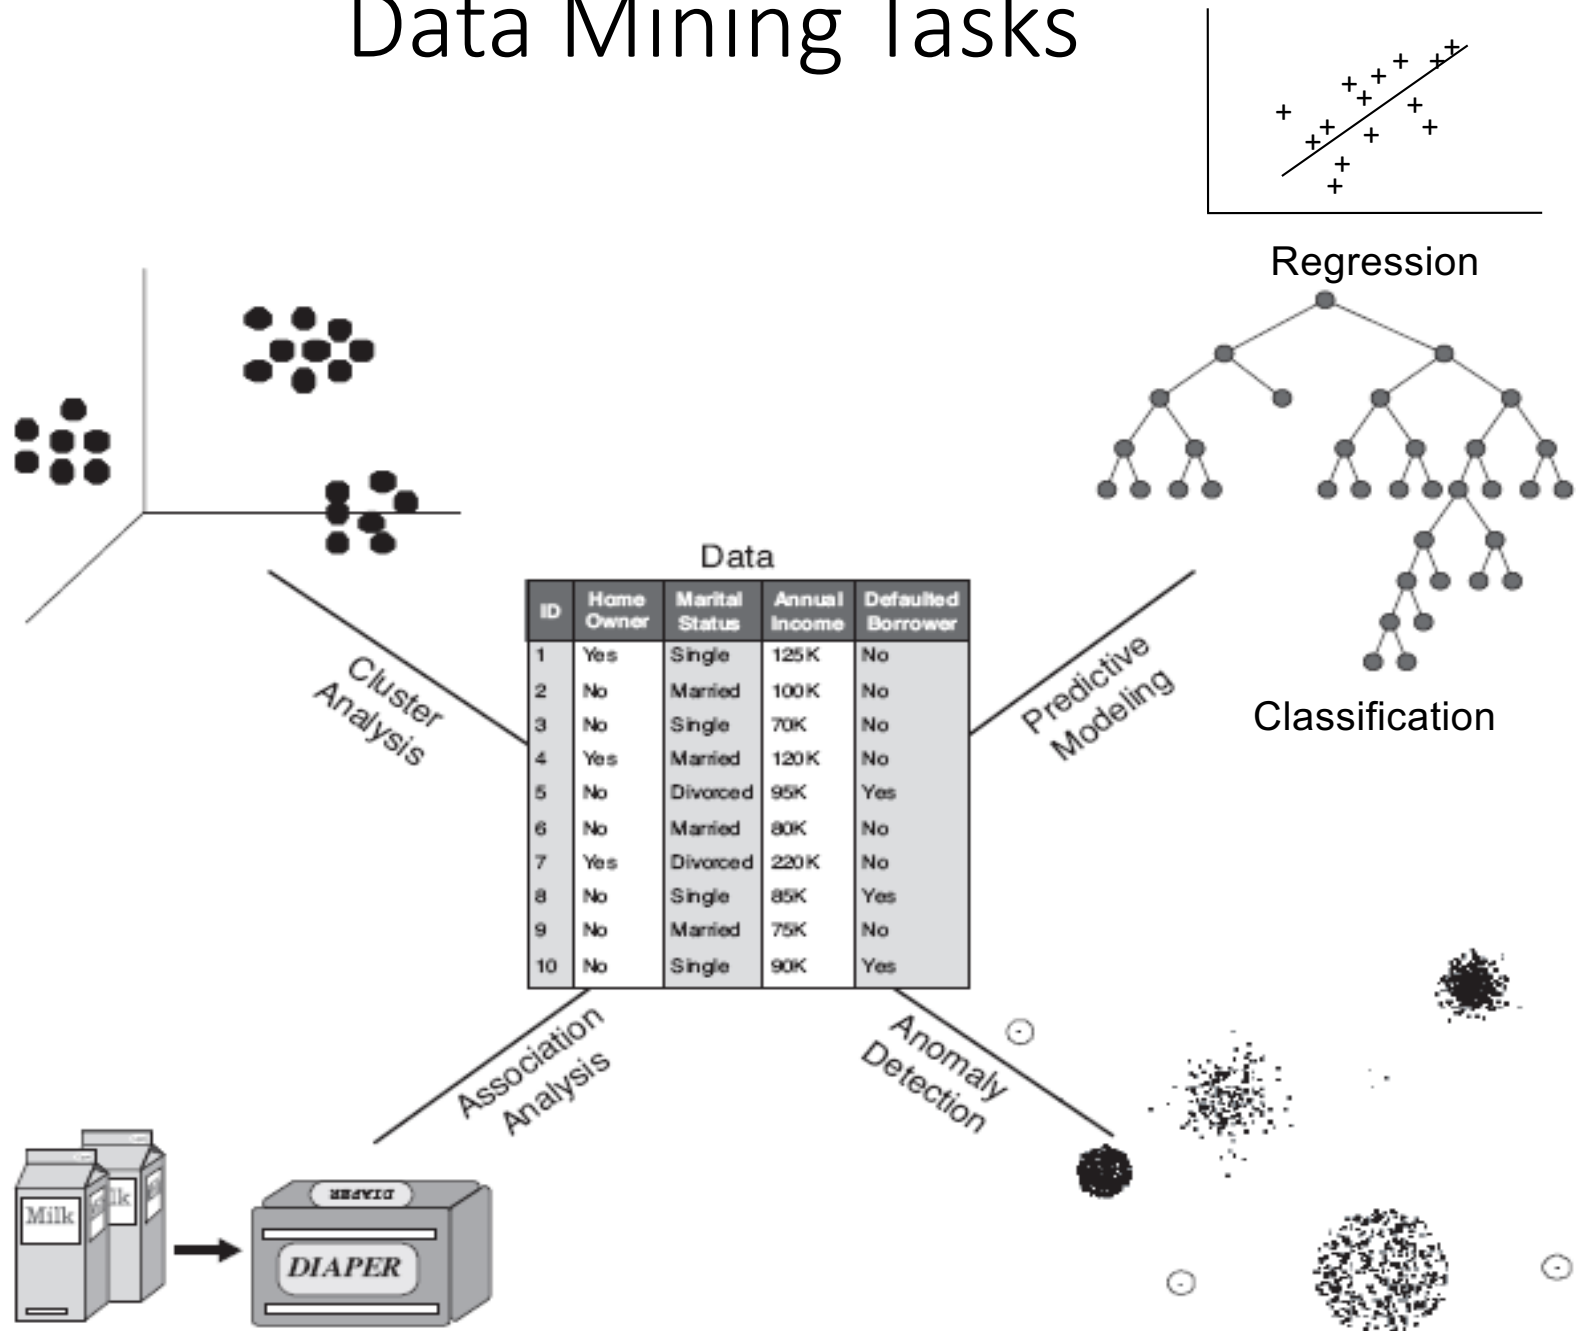 Data Mining Tasks
Regression
Classification
Data
ID Home Owner Marital Status Annual Income Defaulted Borrower
1 Yes Single 125K No
2 No Married 100K No
3 No Single 70K No
4 Yes Married 120K No
5 No Divorced 95K Yes
6 No Married 80K No
7 Yes Divorced 220K No
8 No Single 85K Yes
9 No Married 75K No
10 No Single 90K Yes
Cluster
Analysis
Predictive
Modeling
Association
Analysis
Anomaly
Detection
Milk
lk
DIAPER
DIAPER